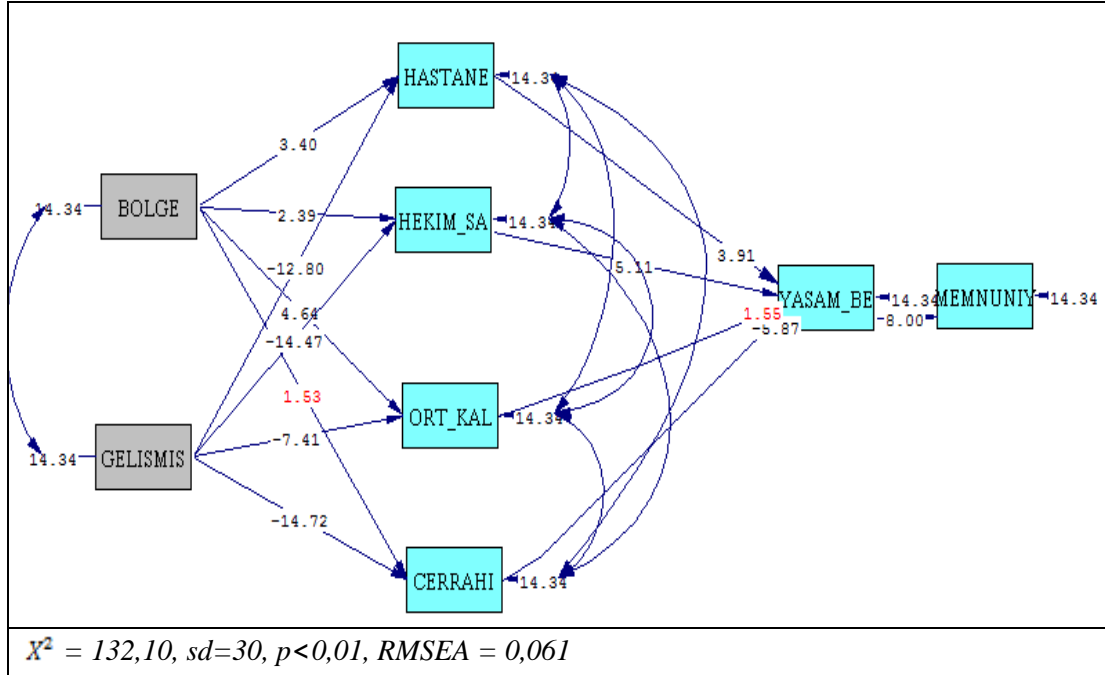 HASTANE
14.34
3.40
BOLGE
14.34
2.39
HEKIM_SA
14.34
-12.80
5.11
3.91
YASAM_BE
14.34
MEMNUNIY
14.34
-8.00
4.64
1.55
-5.87
-14.47
1.53
ORT_KAL
14.34
-7.41
GELISMIS
14.34
-14.72
CERRAHI
14.34
X² = 132,10, sd=30, p<0,01, RMSEA = 0,061